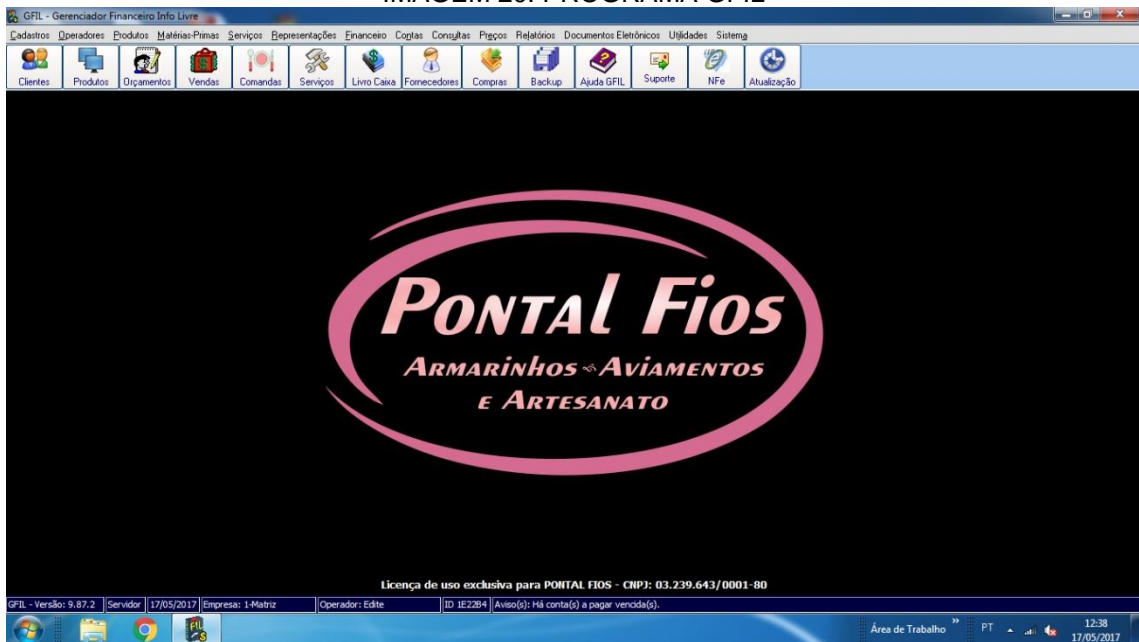 IMAGEM 20: PROGRAMA GFIL
GFIL - Gerenciador Financeiro Info Livre
Cadastros Operadores Produtos Matérias-Primas Serviços Representações Financeiro Contas Consultas Preços Relatórios Documentos Eletrônicos Utilidades Sistema
Clientes Produtos Orçamentos Vendas Comandas Serviços Livro Caixa Fornecedores Compras Backup Ajuda GFIL Suporte NFe Atualização
PONTAL FIOS
ARMARINHOS AVIAMENTOS
E ARTESANATO
Licença de uso exclusiva para PONTAL FIOS - CNPJ: 03.239.643/0001-80
GFIL - Versão: 9.87.2 Servidor 17/05/2017 Empresa: 1-Matriz Operador: Edite ID 1E22B4 Aviso(s): Há conta(s) a pagar vencida(s).
Área de Trabalho » PT 12:38
17/05/2017